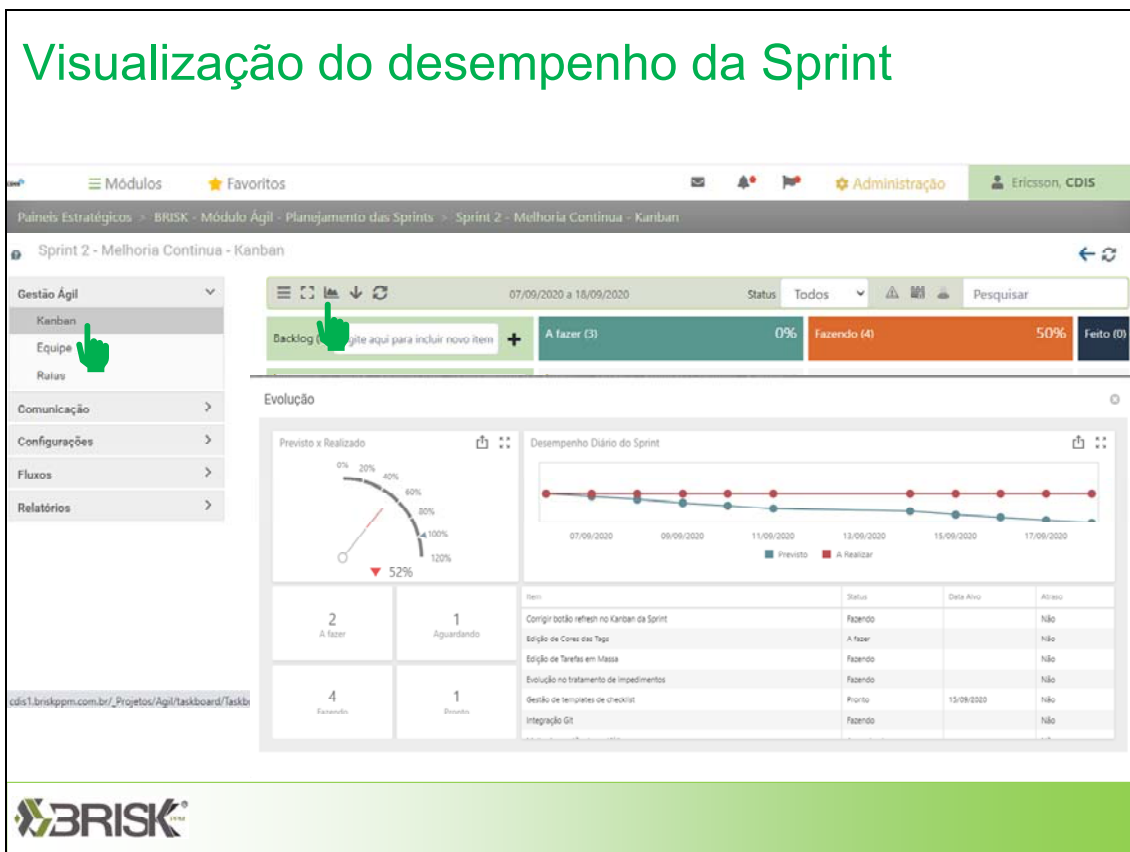 Visualização do desempenho da Sprint
Módulos Favoritos Administração Ericsson, CDIS
Paineis Estratégicos > BRISK - Módulo Ágil - Planejamento das Sprints > Sprint 2 - Melhoria Continua - Kanban
Sprint 2 - Melhoria Continua - Kanban
Gestão Ágil
Kanban
Equipe
Comunicação
Configurações
Fluxos
Relatórios
07/09/2020 a 18/09/2020 Status Todos Pesquisar
Backlog aqui para incluir novo item
A fazer (3) 0%
Fazendo (4) 50%
Feito (0)
Evolução
Previsto x Realizado
0% 20% 40% 60% 80% 100% 120%
52%
Desempenho Diário do Sprint
07/09/2020 09/09/2020 11/09/2020 13/09/2020 15/09/2020 17/09/2020
Previsto A Realizar
2
A fazer
1
Aguardando
4
Fazendo
1
Pronto
Item Status Data Alvo Atraso
Corrigir botão refresh no Kanban da Sprint Fazendo Não
Edição de Cores das Tags A fazer Não
Edição de Tarefas em Massa Fazendo Não
Evolução no tratamento de impedimentos Fazendo Não
Gestão de templates de checklist Pronto 15/09/2020 Não
Integração Git Fazendo Não
cdis1.briskppm.com.br/_Projetos/Agil/taskboard/Taskb
BRISK